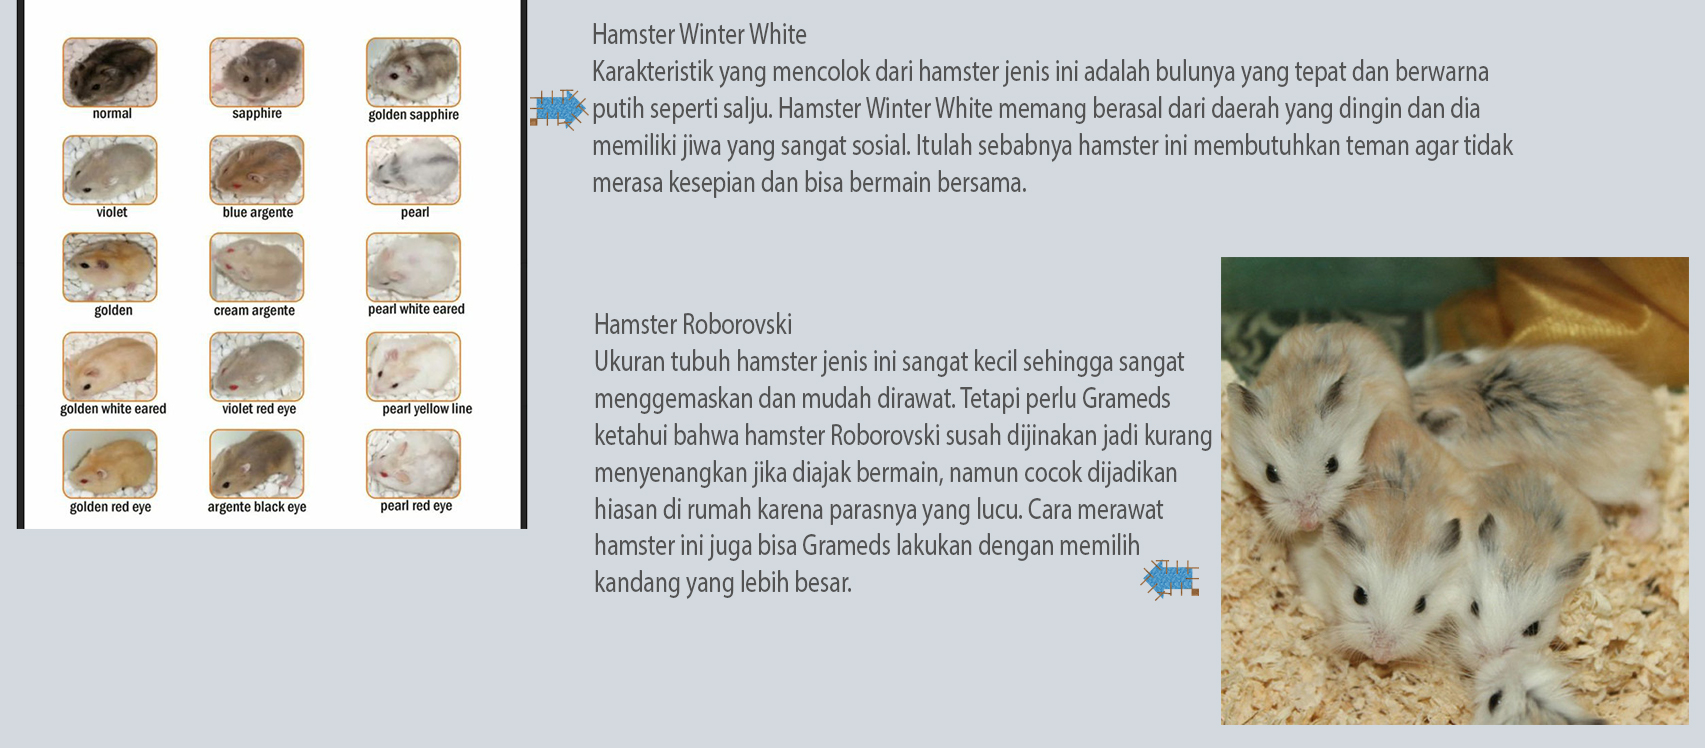 normal
sapphire
golden sapphire
violet
blue argente
pearl
golden
cream argente
pearl white eared
golden white eared
violet red eye
pearl yellow line
golden red eye
argente black eye
pearl red eye
Hamster Winter White
Karakteristik yang mencolok dari hamster jenis ini adalah bulunya yang tepat dan berwarna
putih seperti salju. Hamster Winter White memang berasal dari daerah yang dingin dan dia
memiliki jiwa yang sangat sosial. Itulah sebabnya hamster ini membutuhkan teman agar tidak
merasa kesepian dan bisa bermain bersama.
Hamster Roborovski
Ukuran tubuh hamster jenis ini sangat kecil sehingga sangat
menggemaskan dan mudah dirawat. Tetapi perlu Grameds
ketahui bahwa hamster Roborovski susah dijinakan jadi kurang
menyenangkan jika diajak bermain, namun cocok dijadikan
hiasan di rumah karena parasnya yang lucu. Cara merawat
hamster ini juga bisa Grameds lakukan dengan memilih
kandang yang lebih besar.